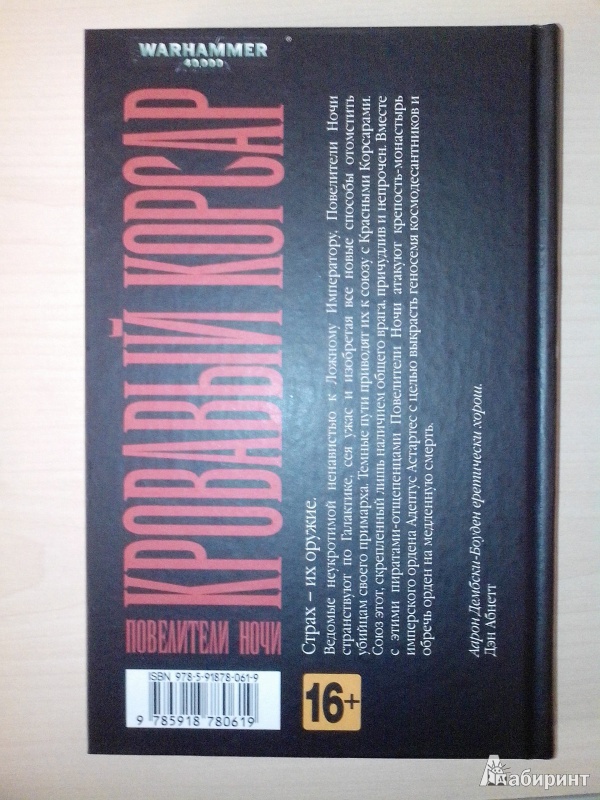 WARHAMMER
40,000
КРОВАВЫЙ КОРСАР
ПОВЕЛИТЕЛИ НОЧИ
Страх – их оружие.
Ведомые неукротимой ненавистью к Ложному Императору, Повелители Ночи
странствуют по Галактике, сея ужас и изобретая все новые способы отомстить
убийцам своего примарха. Темные пути приводят их к союзу с Красными Корсарами.
Союз этот, скрепленный лишь наличием общего врага, причудлив и непрочен. Вместе
с этими пиратами-отщепенцами Повелители Ночи атакуют крепость-монастырь
имперского ордена Адептус Астартес с целью выкрасть геносемя космодесантников и
обречь орден на медленную смерть.
Аарон Дембски-Боуден еретически хорош.
Дэн Абнетт
ISBN 978-5-91878-061-9
9 785918 780619
16+
Лабиринт